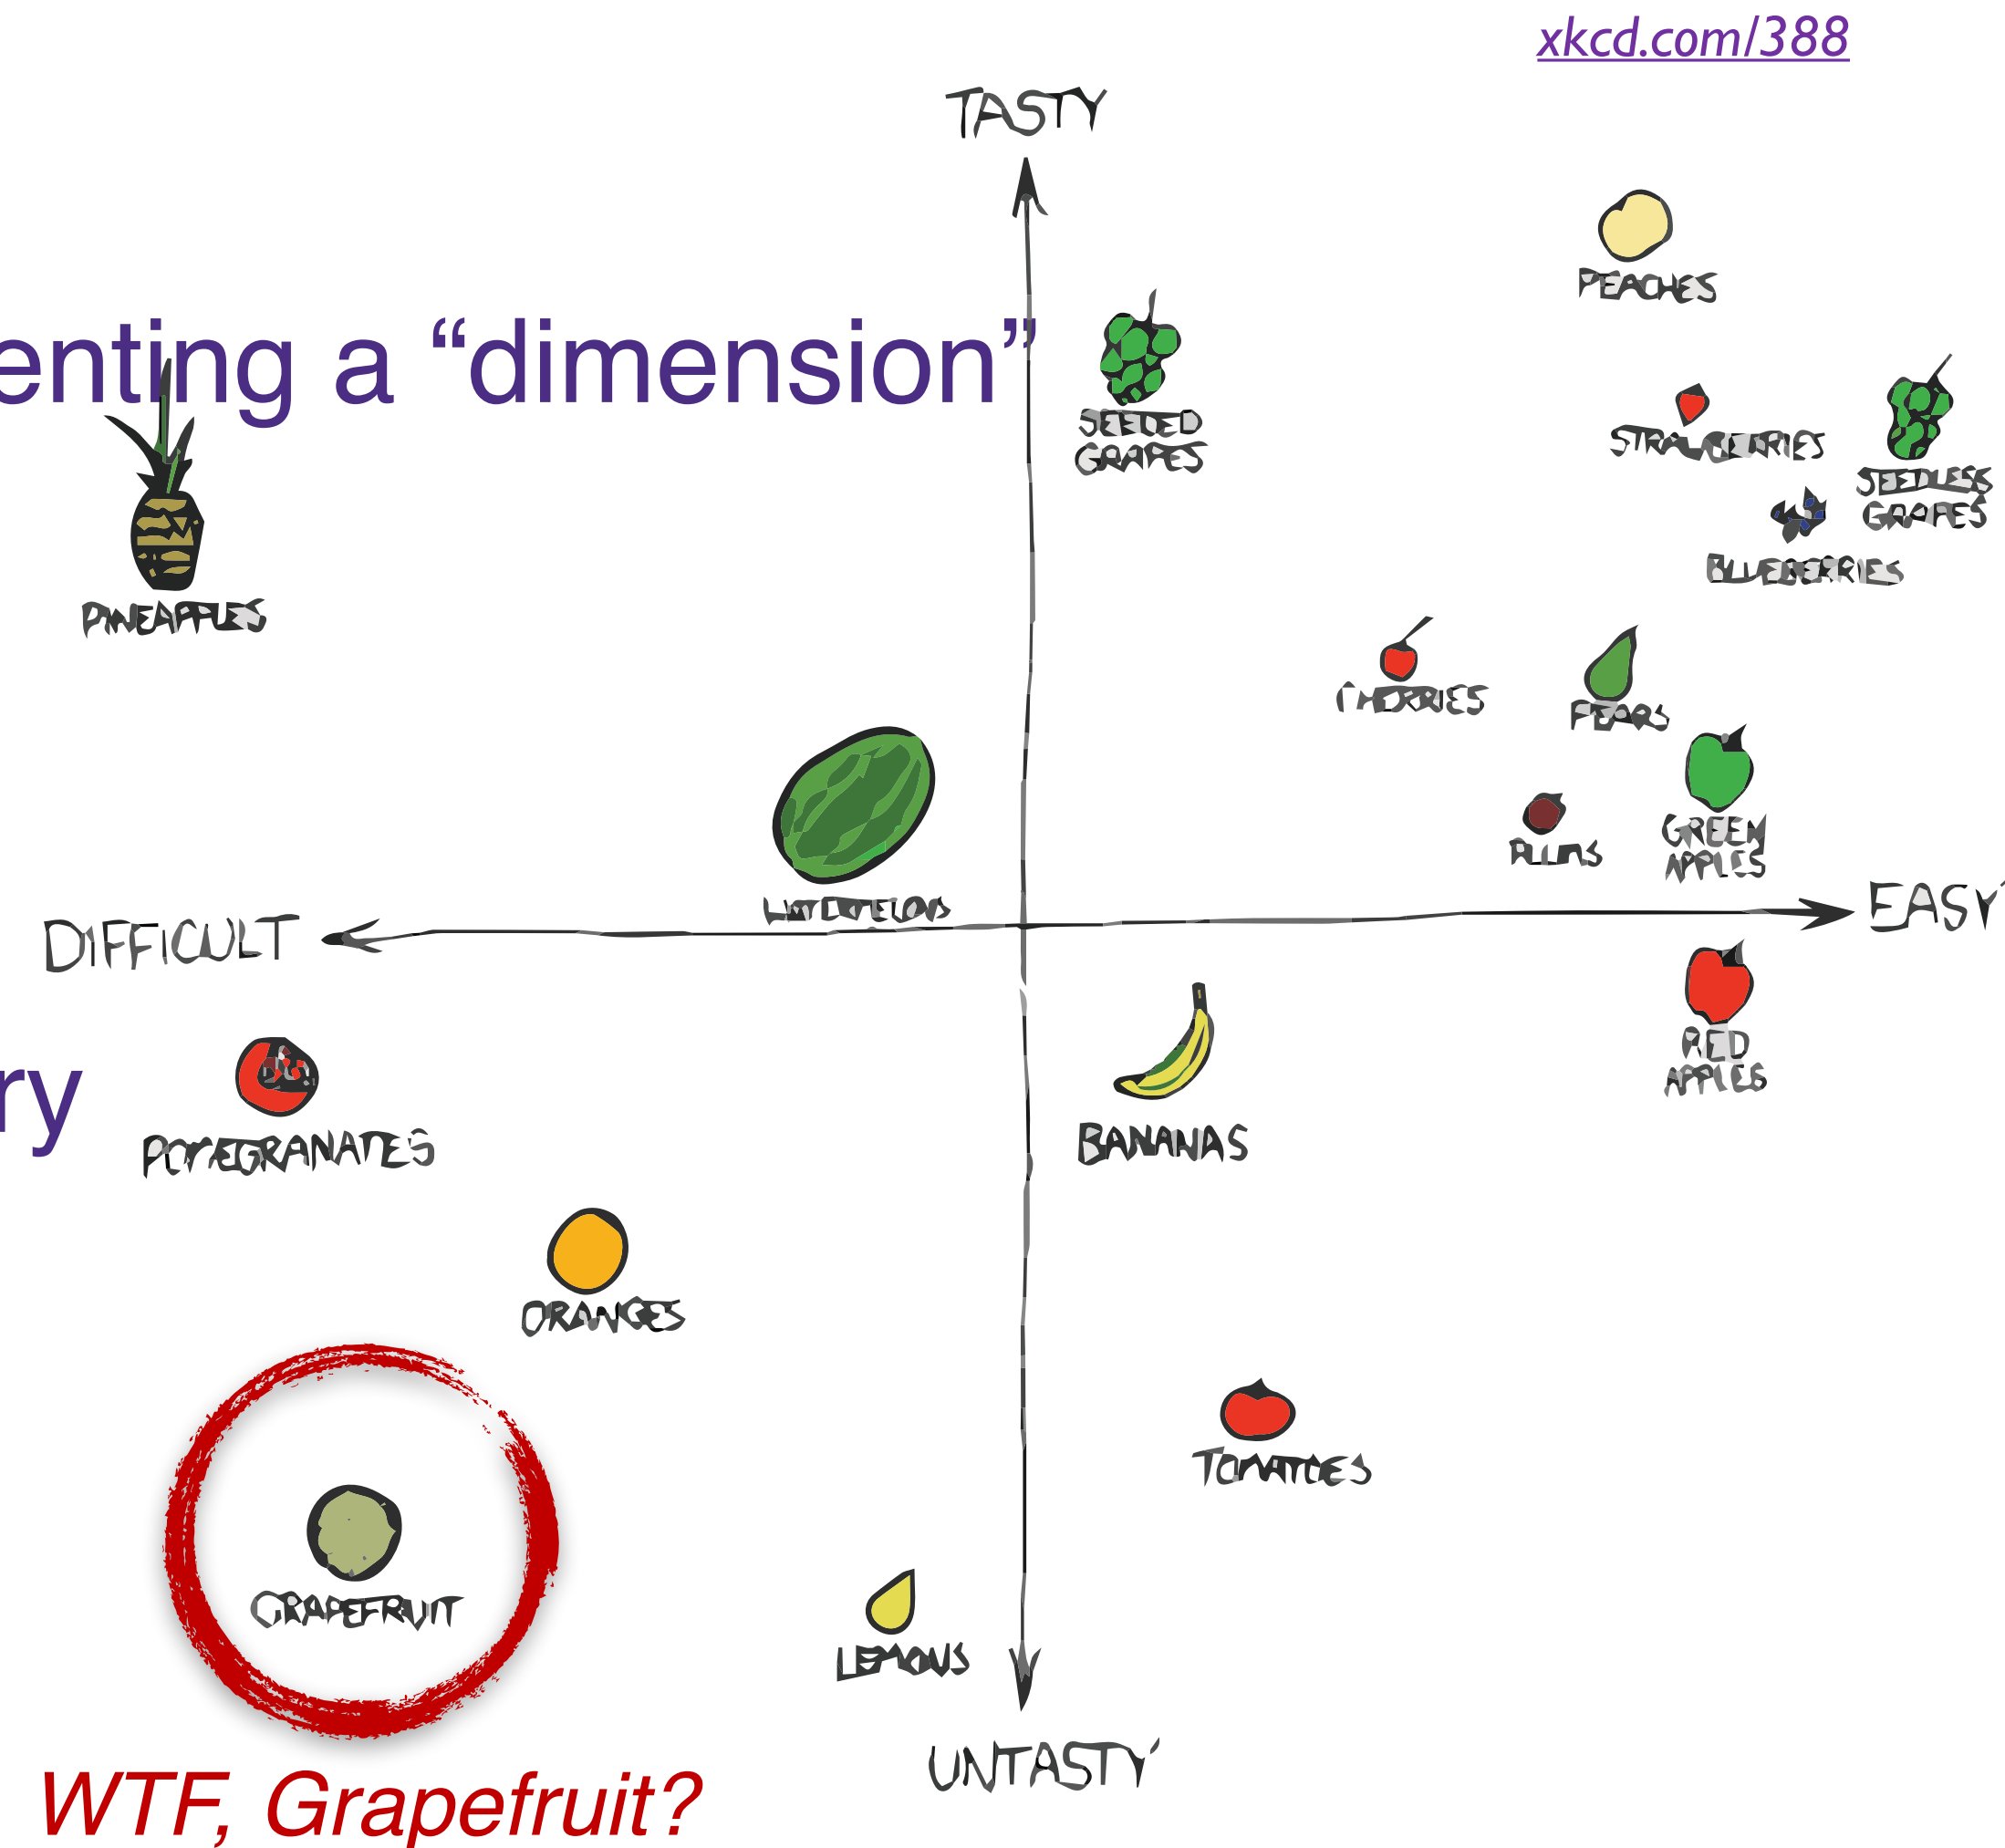 xkcd.com/388
TASTY
PEACHES
enting a “dimension”
SEEDED
GRAPES
STRAWBERRIES
SEEDLESS
GRAPES
BLUEBERRIES
PINEAPPLES
CHERRIES
PEARS
GREEN
APPLES
PLUMS
WATERMELONS
DIFFICULT
EASY
RED
APPLES
ry
POMEGRANATES
BANANAS
ORANGES
TOMATOES
GRAPEFRUIT
LEMONS
UNTASTY
WTF, Grapefruit?